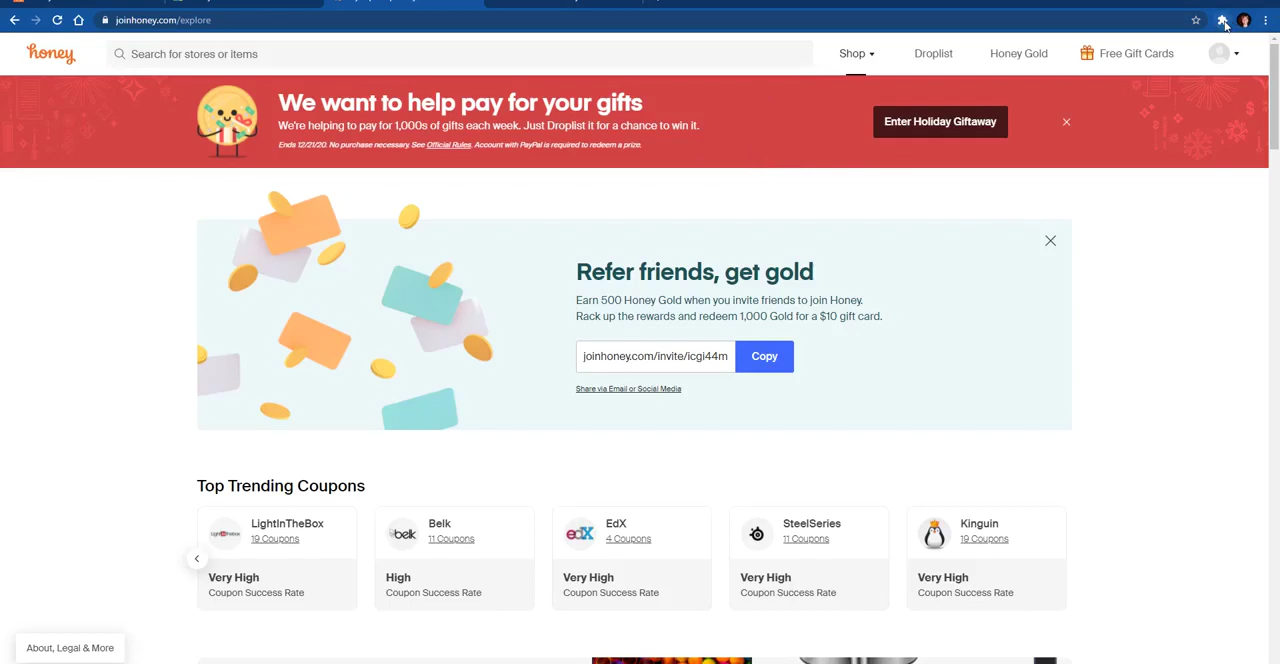 joinhoney.com/explore
honey
Search for stores or items
Shop
Droplist
Honey Gold
Free Gift Cards
We want to help pay for your gifts
We're helping to pay for 1,000s of gifts each week. Just Droplist it for a chance to win it.
Ends 12/21/20. No purchase necessary. See Official Rules. Account with PayPal is required to redeem a prize.
Enter Holiday Giveaway
Refer friends, get gold
Earn 500 Honey Gold when you invite friends to join Honey.
Rack up the rewards and redeem 1,000 Gold for a $10 gift card.
joinhoney.com/invite/icgi44m
Copy
Share via Email or Social Media
Top Trending Coupons
LightInTheBox
19 Coupons
Very High
Coupon Success Rate
belk
Belk
11 Coupons
High
Coupon Success Rate
edX
EdX
4 Coupons
Very High
Coupon Success Rate
SteelSeries
11 Coupons
Very High
Coupon Success Rate
Kinguin
19 Coupons
Very High
Coupon Success Rate
About, Legal & More